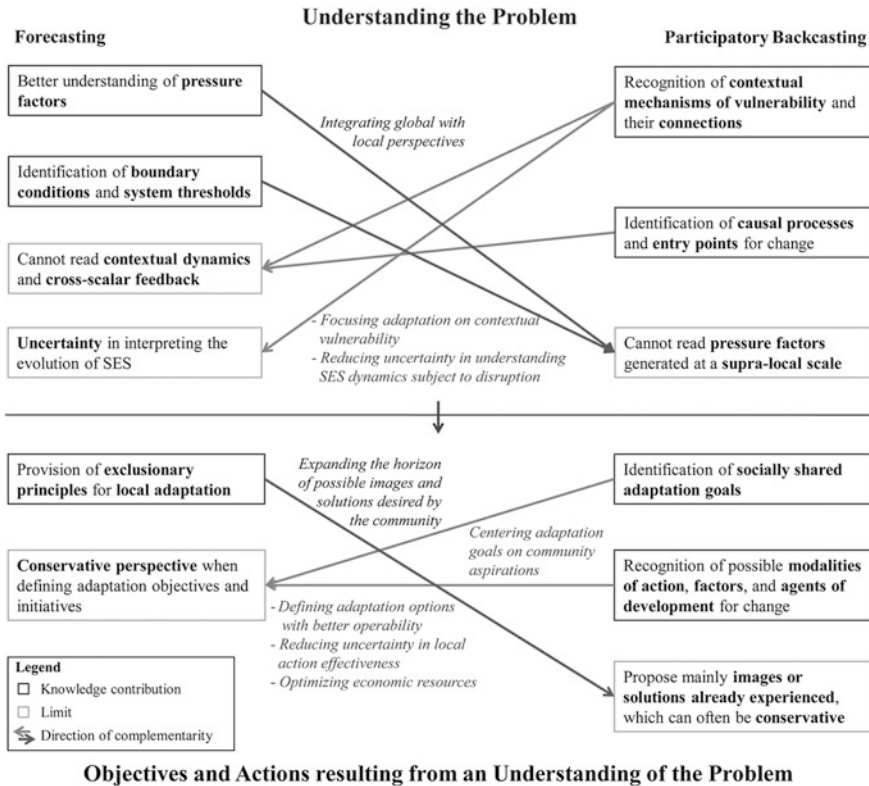 Understanding the Problem
Forecasting
Participatory Backcasting
Better understanding of pressure
factors
Recognition of contextual
mechanisms of vulnerability and
their connections
Integrating global with
local perspectives
Identification of boundary
conditions and system thresholds
Identification of causal processes
and entry points for change
Cannot read contextual dynamics
and cross-scalar feedback
Uncertainty in interpreting the
evolution of SES
- Focusing adaptation on contextual
vulnerability
- Reducing uncertainty in understanding
SES dynamics subject to disruption
Cannot read pressure factors
generated at a supra-local scale
Provision of exclusionary
principles for local adaptation
Expanding the horizon
of possible images and
solutions desired by
the community
Identification of socially shared
adaptation goals
Centering adaptation
goals on community
aspirations
Conservative perspective when
defining adaptation objectives and
initiatives
Recognition of possible modalities
of action, factors, and agents of
development for change
- Defining adaptation options
with better operability
- Reducing uncertainty in local
action effectiveness
- Optimizing economic resources
Propose mainly images or
solutions already experienced,
which can often be conservative
Legend
Knowledge contribution
Limit
Direction of complementarity
Objectives and Actions resulting from an Understanding of the Problem